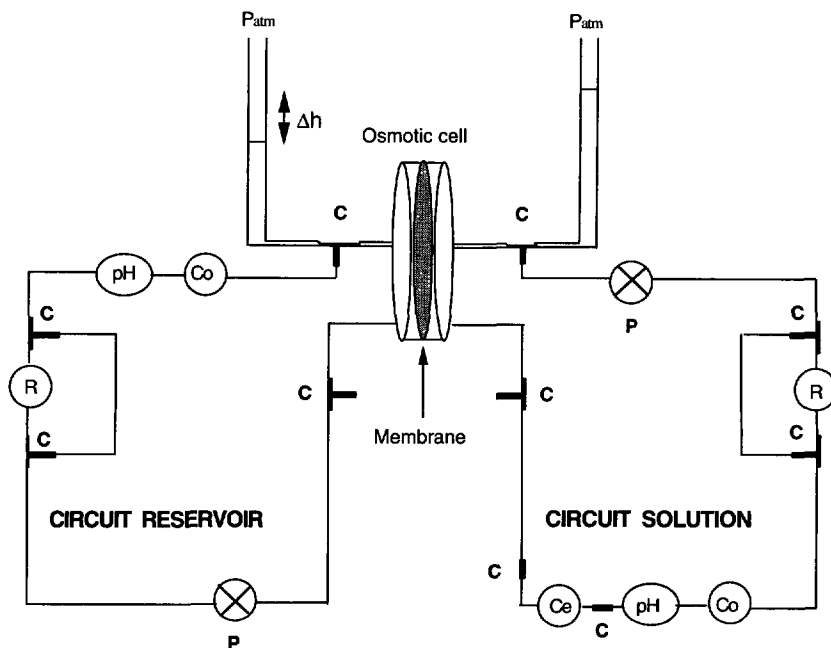 Patm
Patm
Δh
Osmotic cell
C
C
pH
Co
P
C
C
R
R
C
C
C
C
Membrane
CIRCUIT RESERVOIR
CIRCUIT SOLUTION
C
Ce
pH
Co
C
P